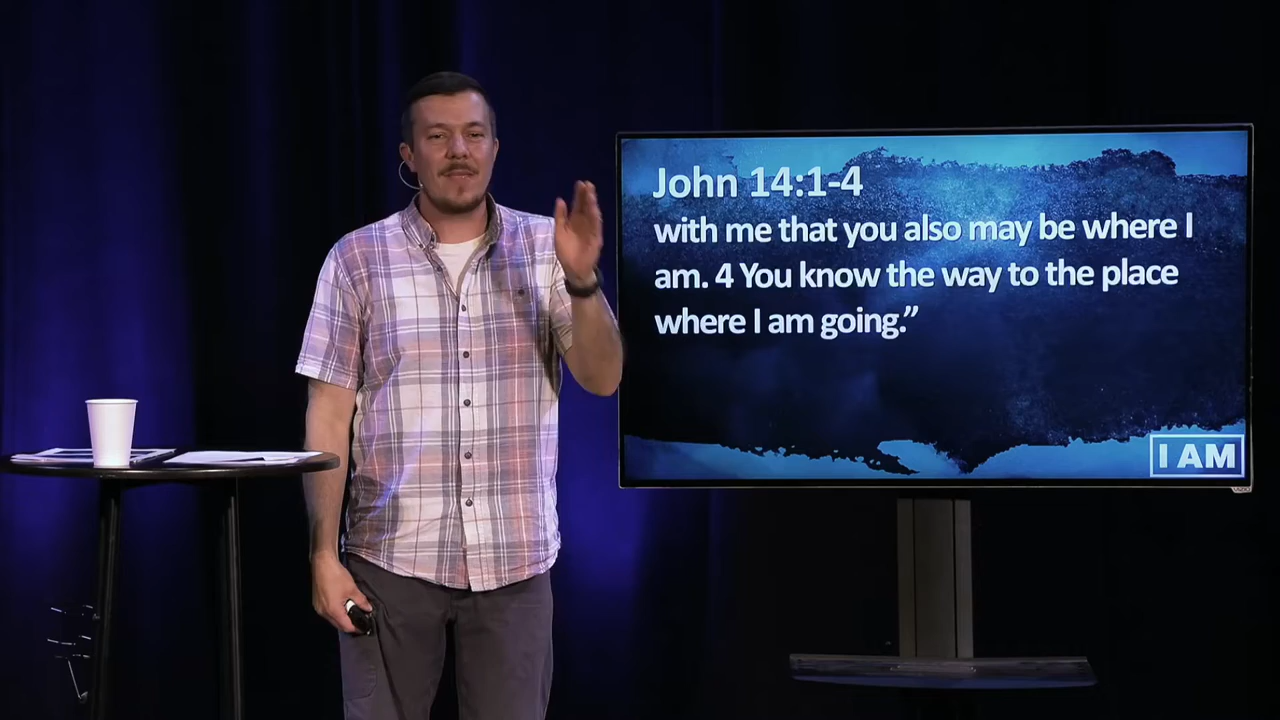 John 14:1-4
with me that you also may be where I
am. 4 You know the way to the place
where I am going.”
I AM
VIZIO